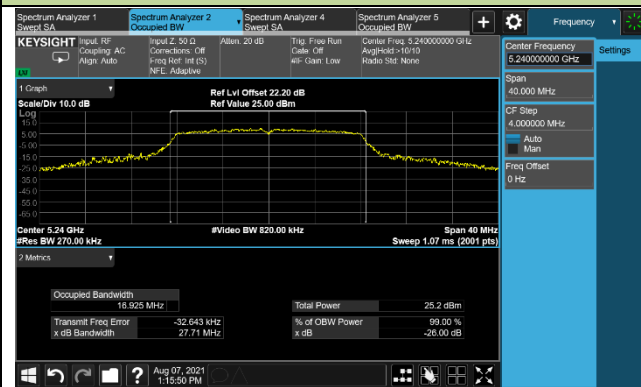 Spectrum Analyzer 1
Swept SA
Spectrum Analyzer 2
Occupied BW
Spectrum Analyzer 4
Swept SA
Spectrum Analyzer 5
Occupied BW
Frequency
KEYSIGHT
Input: RF
Coupling: AC
Align: Auto
Input Z: 50 Ω
Corrections: Off
Freq Ref: Int (S)
NFE: Adaptive
Atten: 20 dB
Trig: Free Run
Gate: Off
#IF Gain: Low
Center Freq: 5.240000000 GHz
Avg|Hold:>10/10
Radio Std: None
Center Frequency
5.240000000 GHz
Settings
Span
40.000 MHz
CF Step
4.000000 MHz
Auto
Man
Freq Offset
0 Hz
1 Graph
Scale/Div 10.0 dB
Ref Lvl Offset 22.20 dB
Ref Value 25.00 dBm
Log
15.0
5.00
-5.00
-15.0
-25.0
-35.0
-45.0
-55.0
-65.0
Center 5.24 GHz
#Video BW 820.00 kHz
Span 40 MHz
#Res BW 270.00 kHz
Sweep 1.07 ms (2001 pts)
2 Metrics
Occupied Bandwidth
16.925 MHz
Total Power
25.2 dBm
Transmit Freq Error
-32.643 kHz
% of OBW Power
99.00 %
x dB Bandwidth
27.71 MHz
x dB
-26.00 dB
Aug 07, 2021
1:15:50 PM